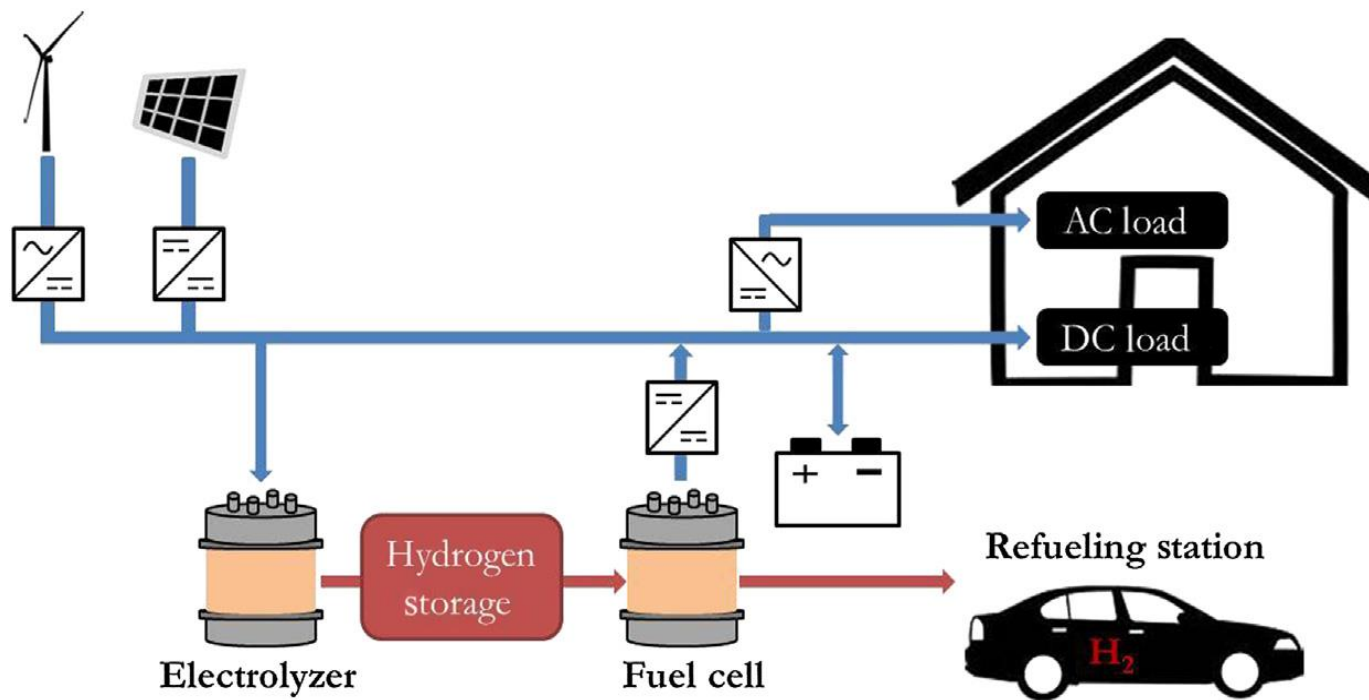 AC load
DC load
+ −
Hydrogen
storage
Refueling station
H₂
Electrolyzer
Fuel cell